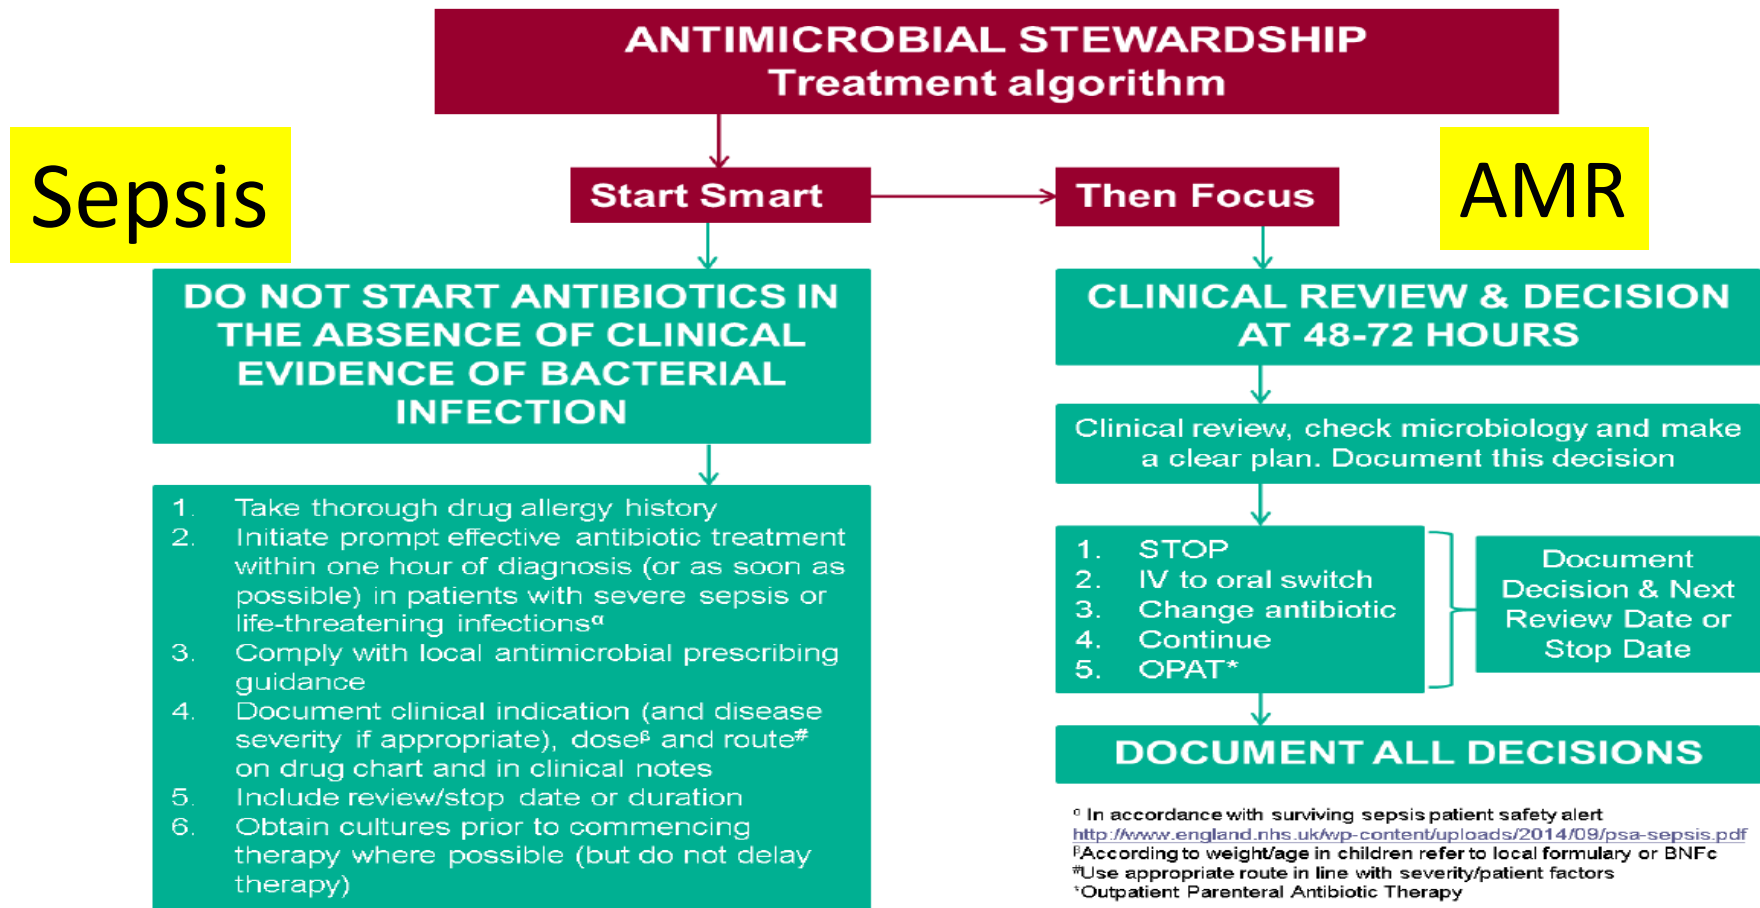 ANTIMICROBIAL STEWARDSHIP
Treatment algorithm
Sepsis
AMR
Start Smart
Then Focus
DO NOT START ANTIBIOTICS IN
THE ABSENCE OF CLINICAL
EVIDENCE OF BACTERIAL
INFECTION
1. Take thorough drug allergy history
2. Initiate prompt effective antibiotic treatment
within one hour of diagnosis (or as soon as
possible) in patients with severe sepsis or
life-threatening infectionsᵅ
3. Comply with local antimicrobial prescribing
guidance
4. Document clinical indication (and disease
severity if appropriate), doseᵝ and route#
on drug chart and in clinical notes
5. Include review/stop date or duration
6. Obtain cultures prior to commencing
therapy where possible (but do not delay
therapy)
CLINICAL REVIEW & DECISION
AT 48-72 HOURS
Clinical review, check microbiology and make
a clear plan. Document this decision
1. STOP
2. IV to oral switch
3. Change antibiotic
4. Continue
5. OPAT*
Document
Decision & Next
Review Date or
Stop Date
DOCUMENT ALL DECISIONS
ᵅ In accordance with surviving sepsis patient safety alert
http://www.england.nhs.uk/wp-content/uploads/2014/09/psa-sepsis.pdf
ᵝAccording to weight/age in children refer to local formulary or BNFc
#Use appropriate route in line with severity/patient factors
*Outpatient Parenteral Antibiotic Therapy